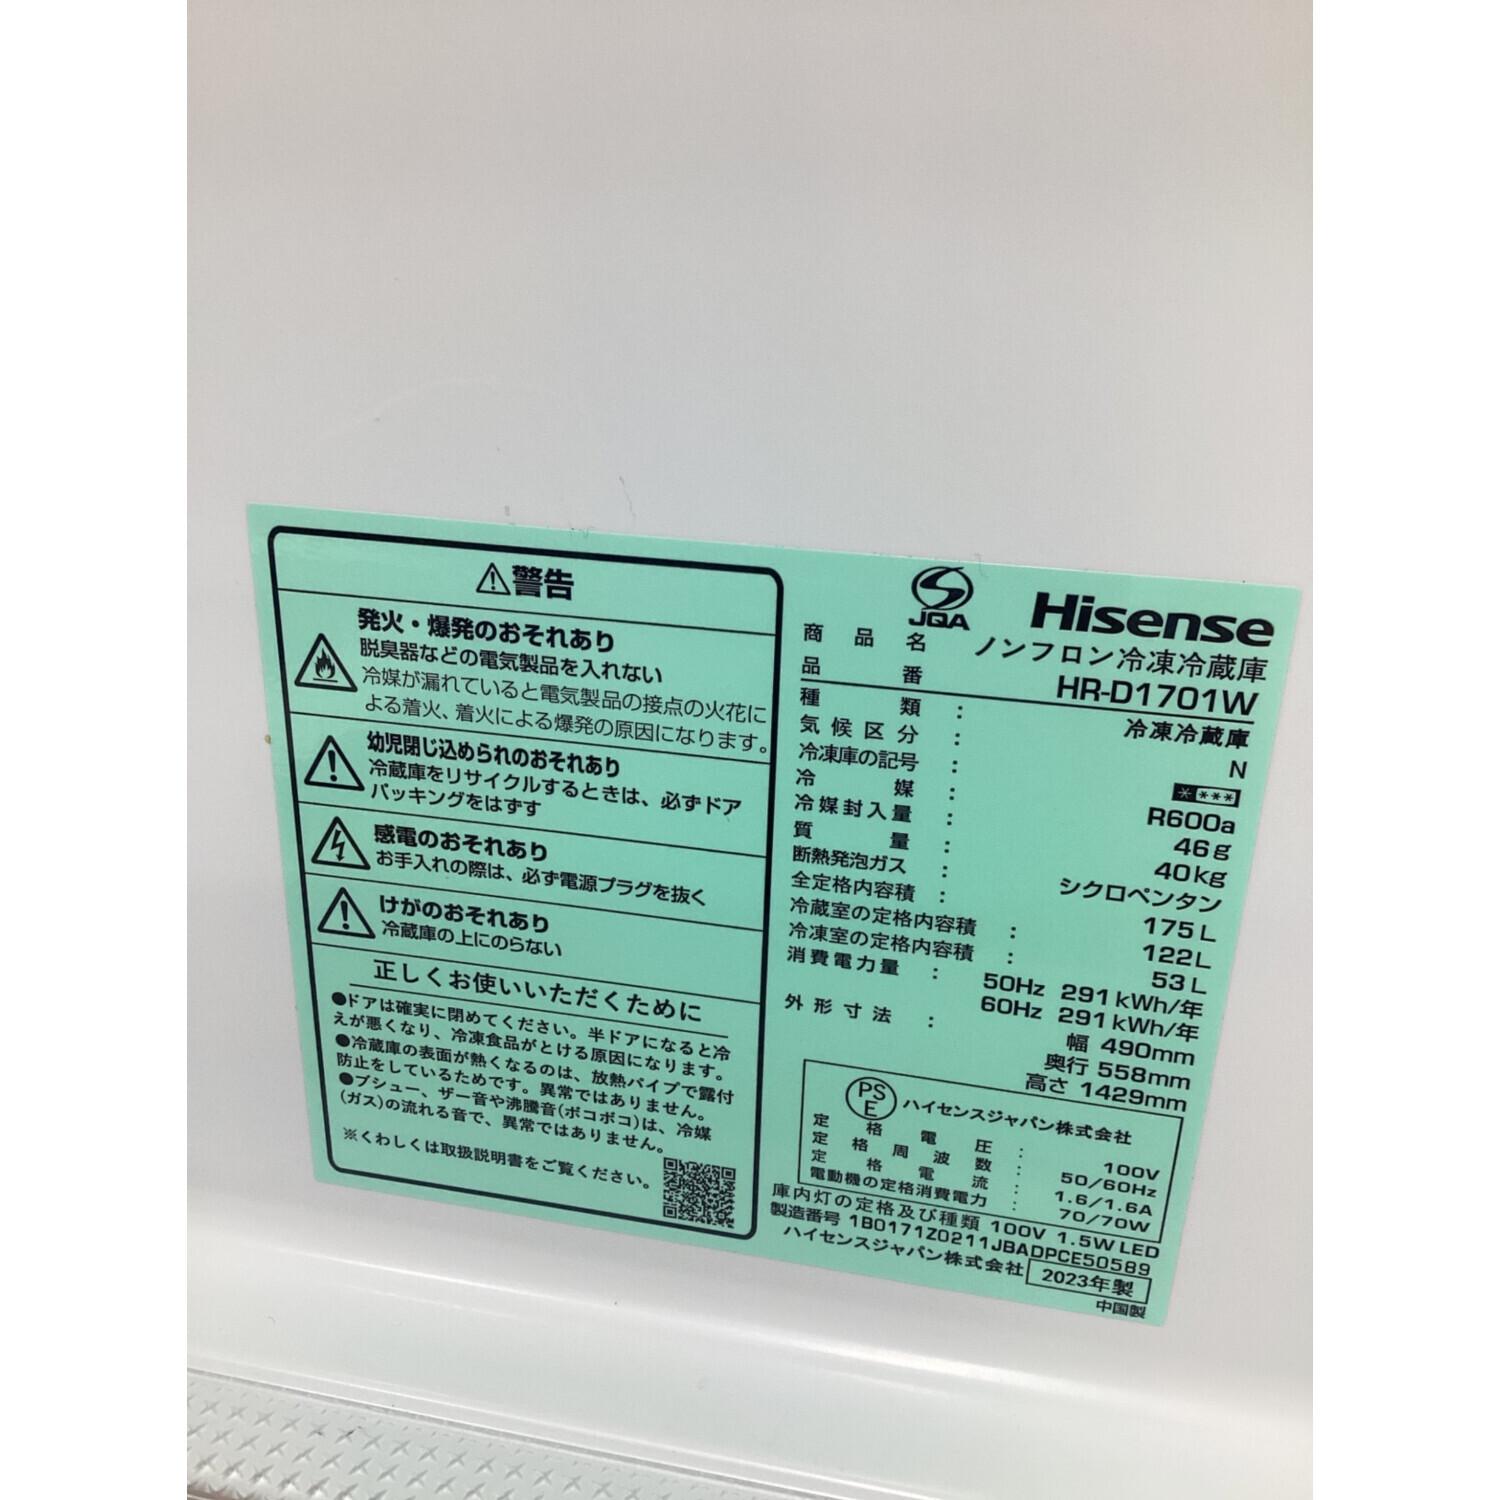 ⚠警告
発火・爆発のおそれあり
脱臭器などの電気製品を入れない
冷媒が漏れていると電気製品の接点の火花に
よる着火、着火による爆発の原因になります。
幼児閉じ込められのおそれあり
冷蔵庫をリサイクルするときは、必ずドア
パッキングをはずす
感電のおそれあり
お手入れの際は、必ず電源プラグを抜く
けがのおそれあり
冷蔵庫の上にのらない
正しくお使いいただくために
●ドアは確実に閉めてください。半ドアになると冷
えが悪くなり、冷凍食品がとける原因になります。
●冷蔵庫の表面が熱くなるのは、放熱パイプで露付
防止をしているためです。異常ではありません。
●プシュー、ザー音や沸騰音(ポコポコ)は、冷媒
(ガス)の流れる音で、異常ではありません。
※くわしくは取扱説明書をご覧ください。
JQA Hisense
商品名 ノンフロン冷凍冷蔵庫
品番 HR-D1701W
種類 : 冷凍冷蔵庫
気候区分 : N
冷凍庫の記号 : ****
冷媒 : R600a
冷媒封入量 : 46g
質量 : 40kg
断熱発泡ガス : シクロペンタン
全定格内容積 : 175L
冷蔵室の定格内容積 : 122L
冷凍室の定格内容積 : 53L
消費電力量 : 50Hz 291kWh/年
60Hz 291kWh/年
外形寸法 : 幅 490mm
奥行 558mm
高さ 1429mm
PSE ハイセンスジャパン株式会社
定格電圧 : 100V
定格周波数 : 50/60Hz
定格電流 : 1.6/1.6A
電動機の定格消費電力 : 70/70W
庫内灯の定格及び種類 100V 1.5W LED
製造番号 1B0171Z0211JBADPCE50589
ハイセンスジャパン株式会社 2023年製
中国製